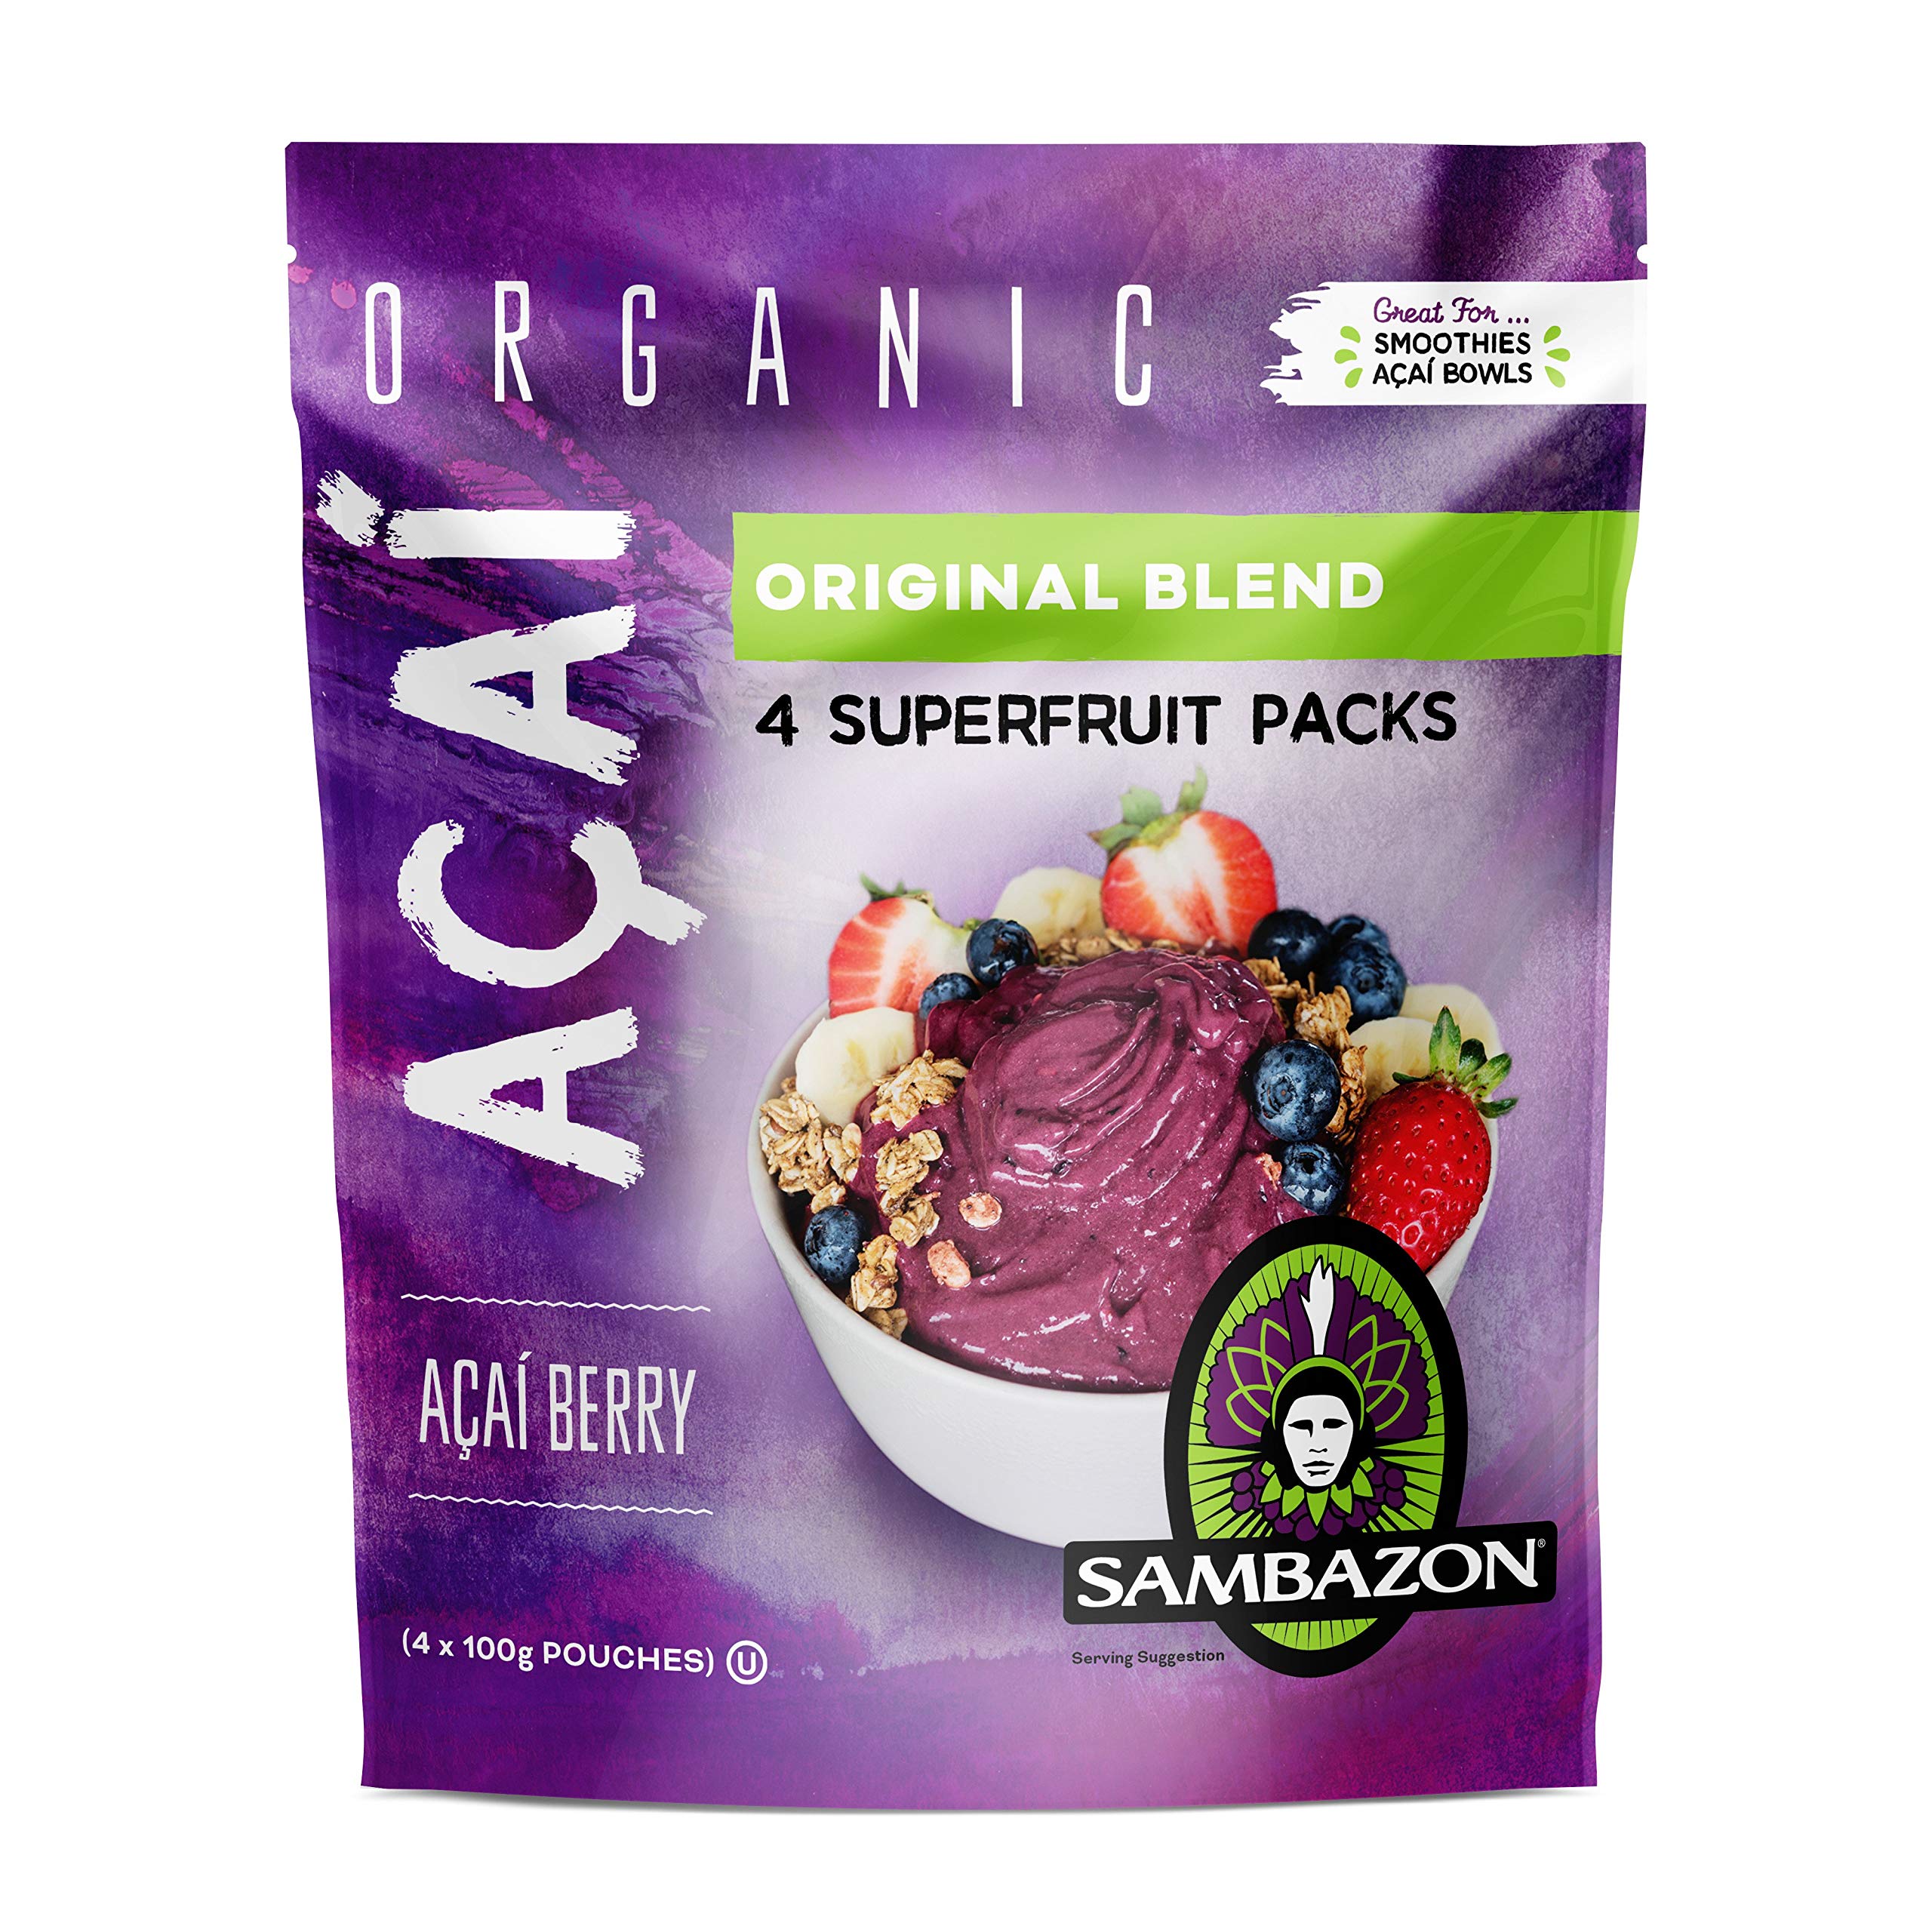 ORGANIC
Great For ...
SMOOTHIES
AÇAÍ BOWLS
AÇAÍ
ORIGINAL BLEND
4 SUPERFRUIT PACKS
AÇAÍ BERRY
SAMBAZON®
(4 x 100g POUCHES) U
Serving Suggestion